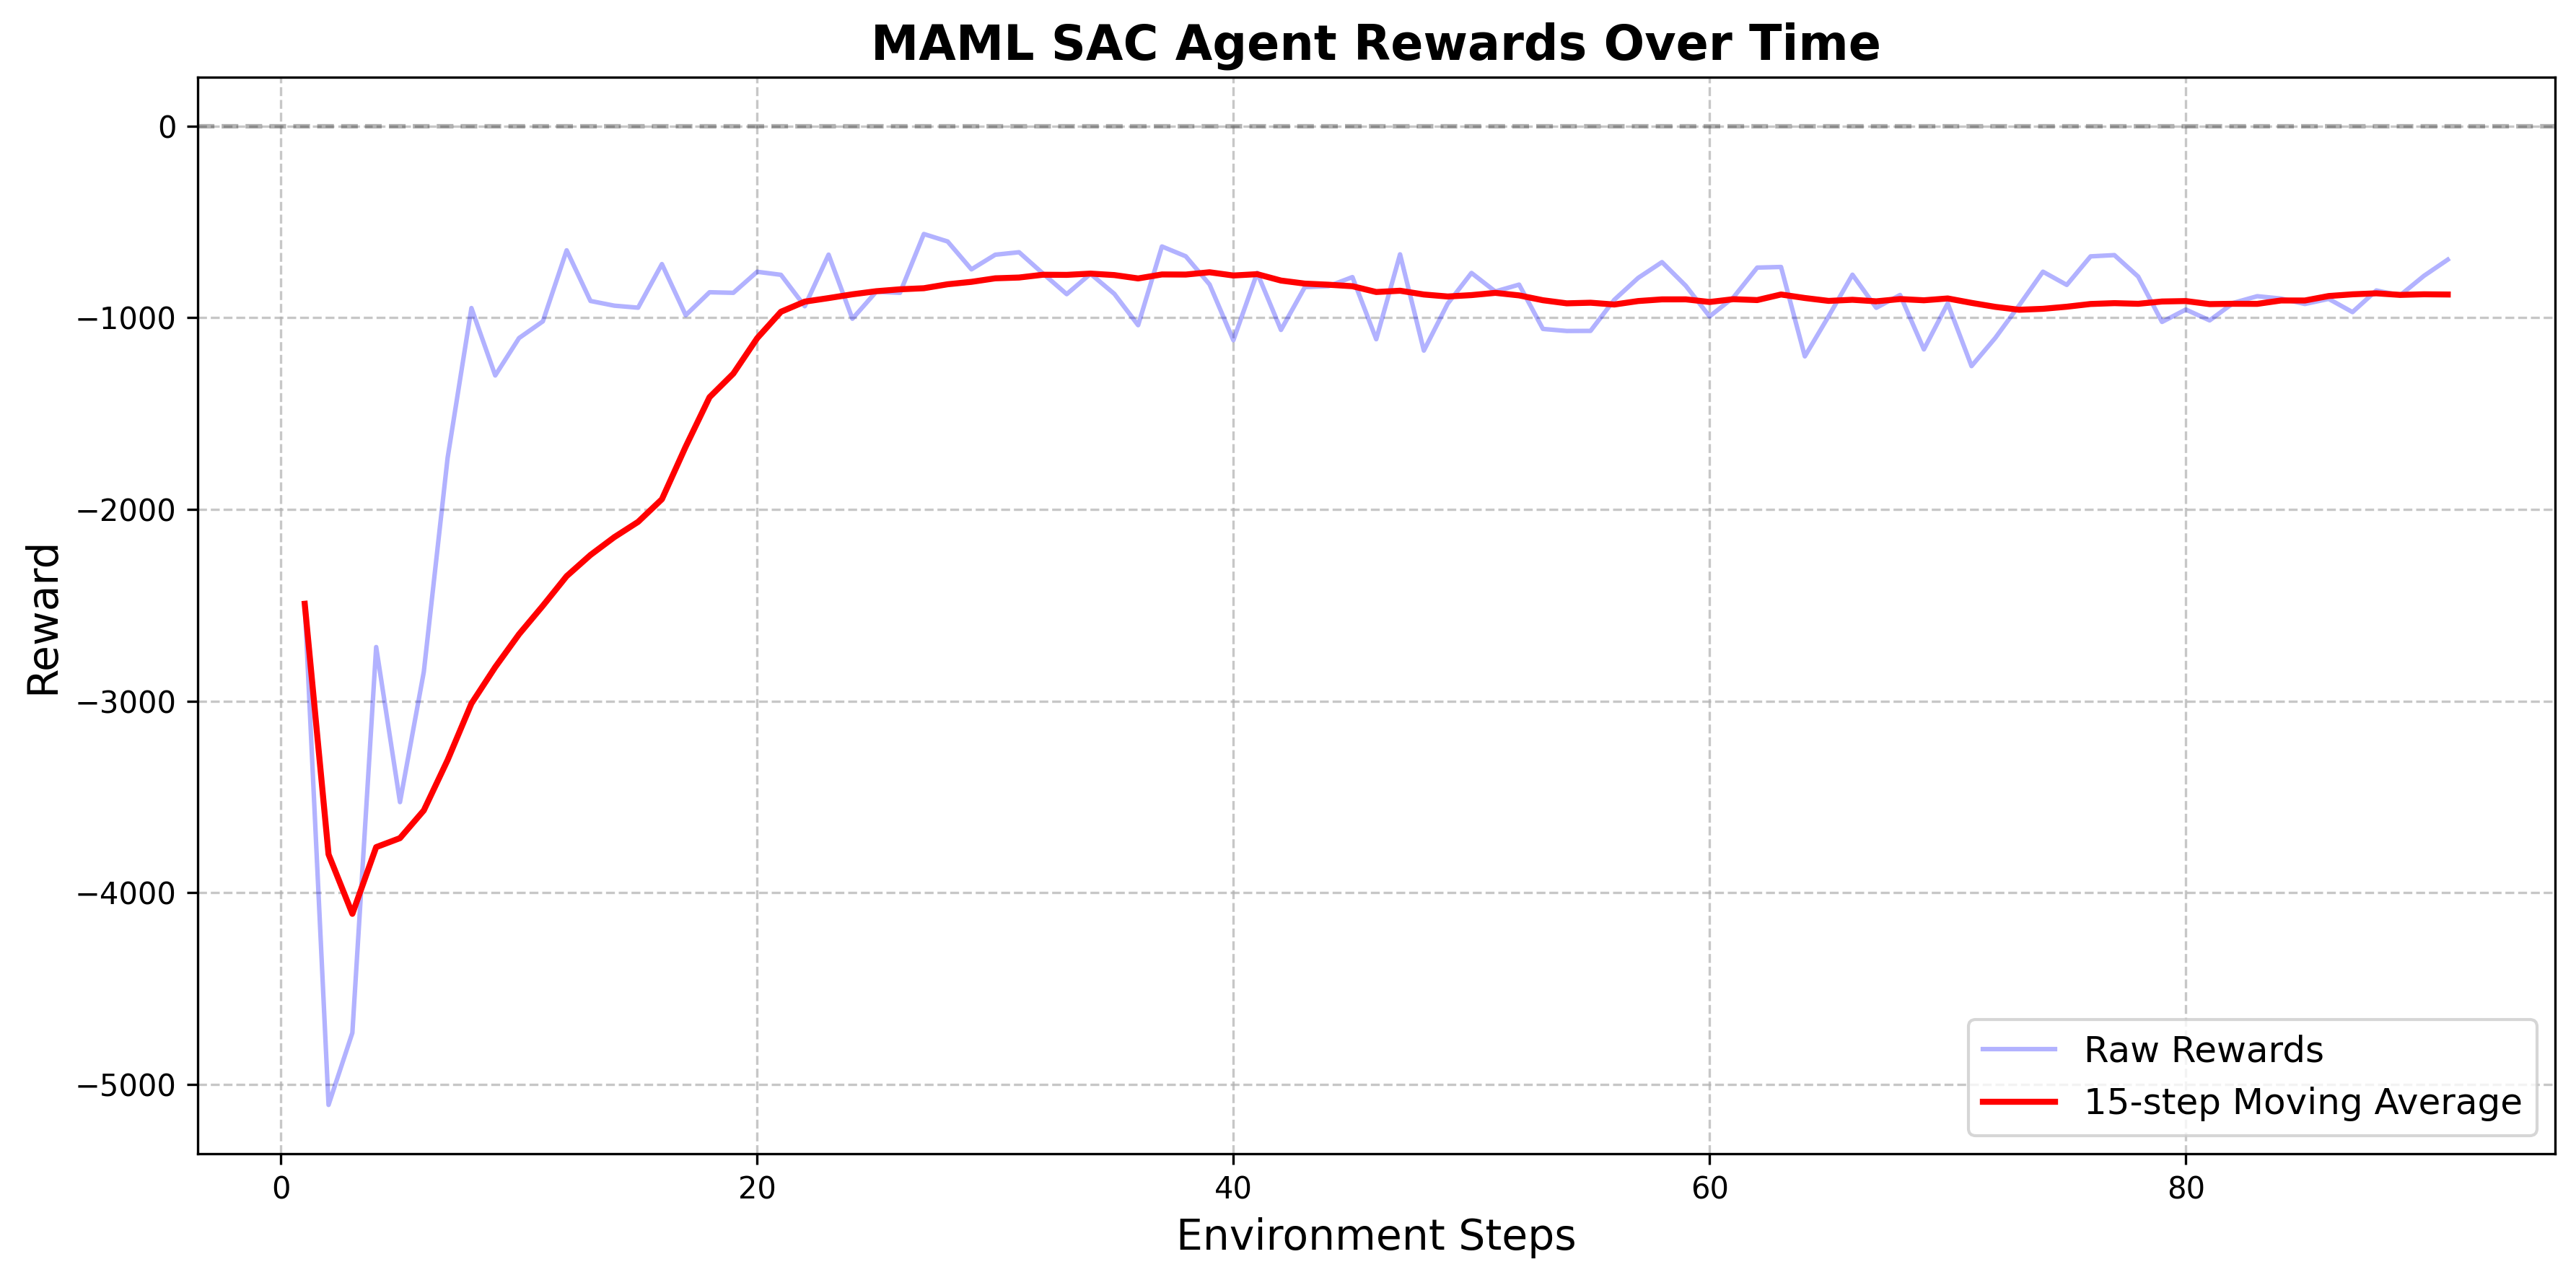 MAML SAC Agent Rewards Over Time
Reward
0
−1000
−2000
−3000
−4000
−5000
0 20 40 60 80
Environment Steps
Raw Rewards
15-step Moving Average